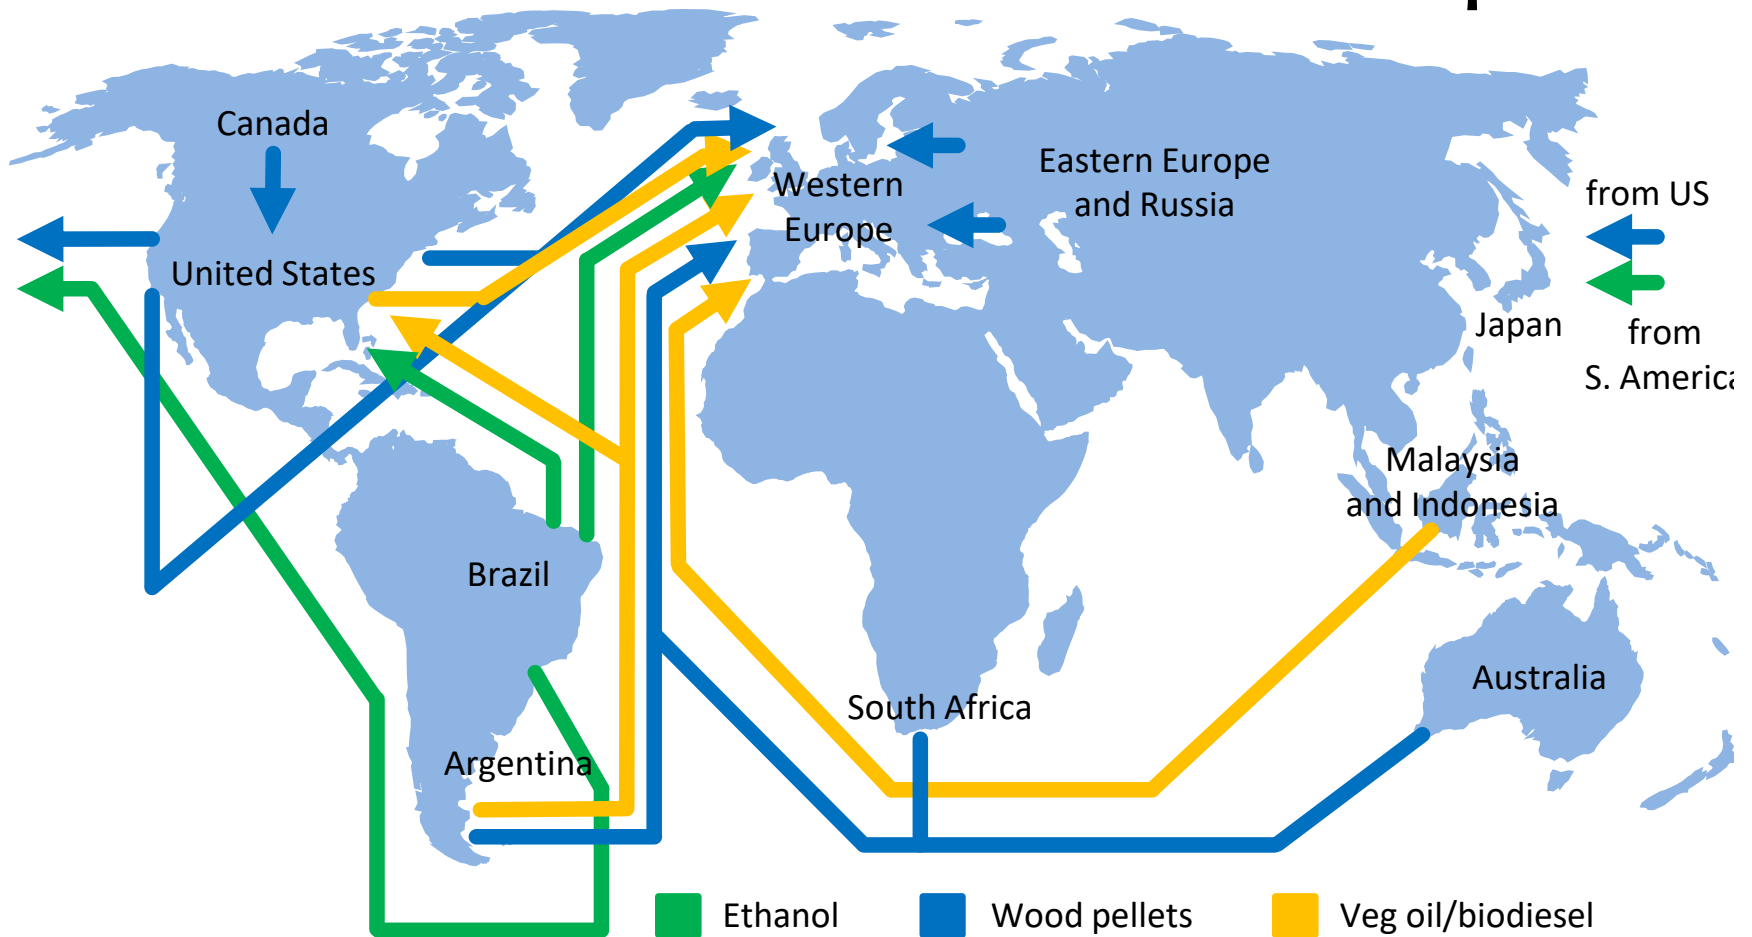 Canada
United States
Western
Europe
Eastern Europe
and Russia
from US
Japan
from
S. America
Malaysia
and Indonesia
Brazil
Australia
South Africa
Argentina
Ethanol
Wood pellets
Veg oil/biodiesel